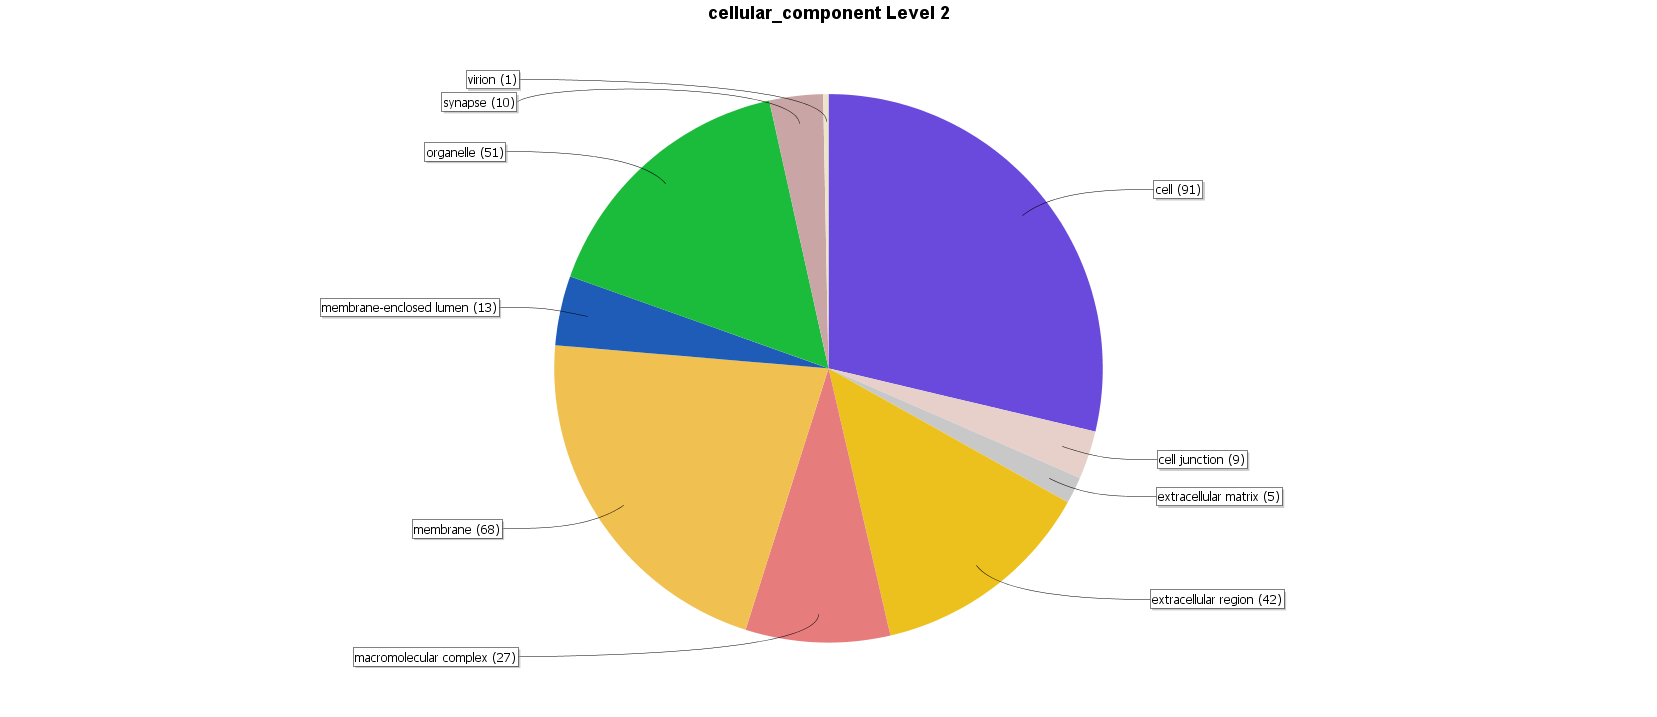 cellular_component Level 2
virion (1)
synapse (10)
organelle (51)
cell (91)
membrane-enclosed lumen (13)
cell junction (9)
extracellular matrix (5)
membrane (68)
extracellular region (42)
macromolecular complex (27)